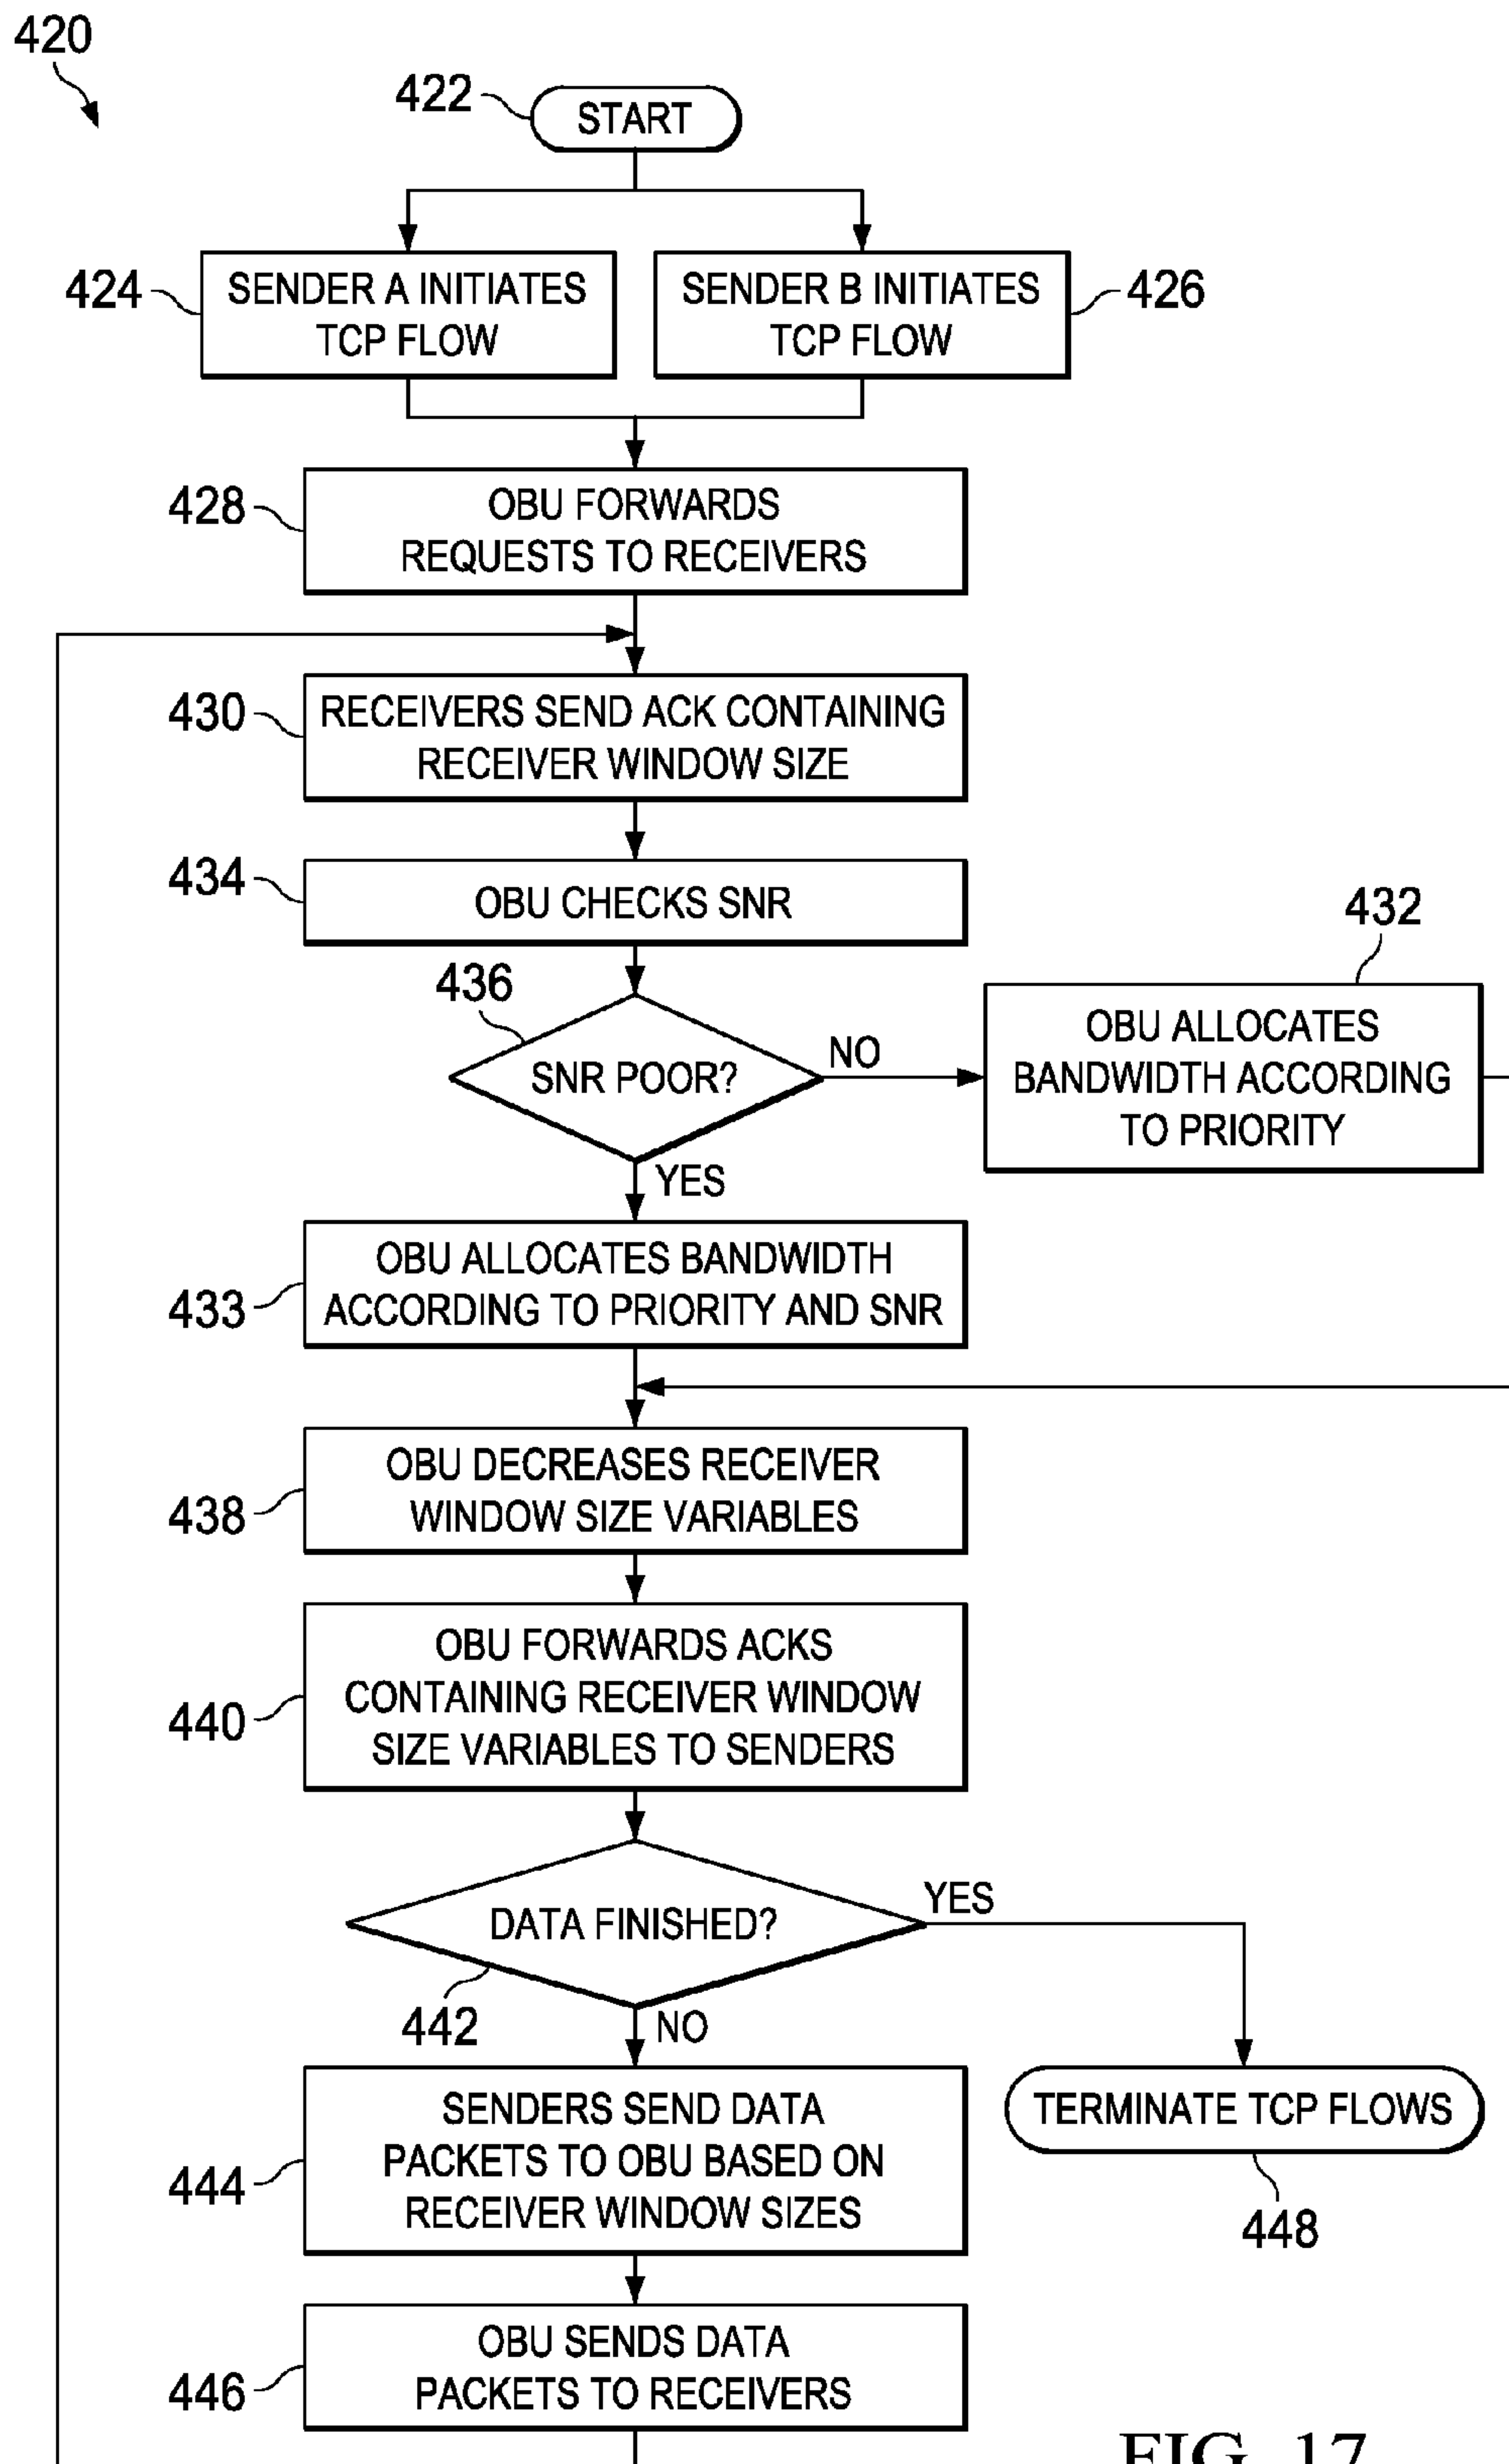 420
422
START
424
SENDER A INITIATES
TCP FLOW
SENDER B INITIATES
TCP FLOW
426
428
OBU FORWARDS
REQUESTS TO RECEIVERS
430
RECEIVERS SEND ACK CONTAINING
RECEIVER WINDOW SIZE
434
OBU CHECKS SNR
432
436
SNR POOR?
NO
OBU ALLOCATES
BANDWIDTH ACCORDING
TO PRIORITY
YES
433
OBU ALLOCATES BANDWIDTH
ACCORDING TO PRIORITY AND SNR
438
OBU DECREASES RECEIVER
WINDOW SIZE VARIABLES
440
OBU FORWARDS ACKS
CONTAINING RECEIVER WINDOW
SIZE VARIABLES TO SENDERS
DATA FINISHED?
YES
442
NO
444
SENDERS SEND DATA
PACKETS TO OBU BASED ON
RECEIVER WINDOW SIZES
TERMINATE TCP FLOWS
448
446
OBU SENDS DATA
PACKETS TO RECEIVERS
FIG. 17